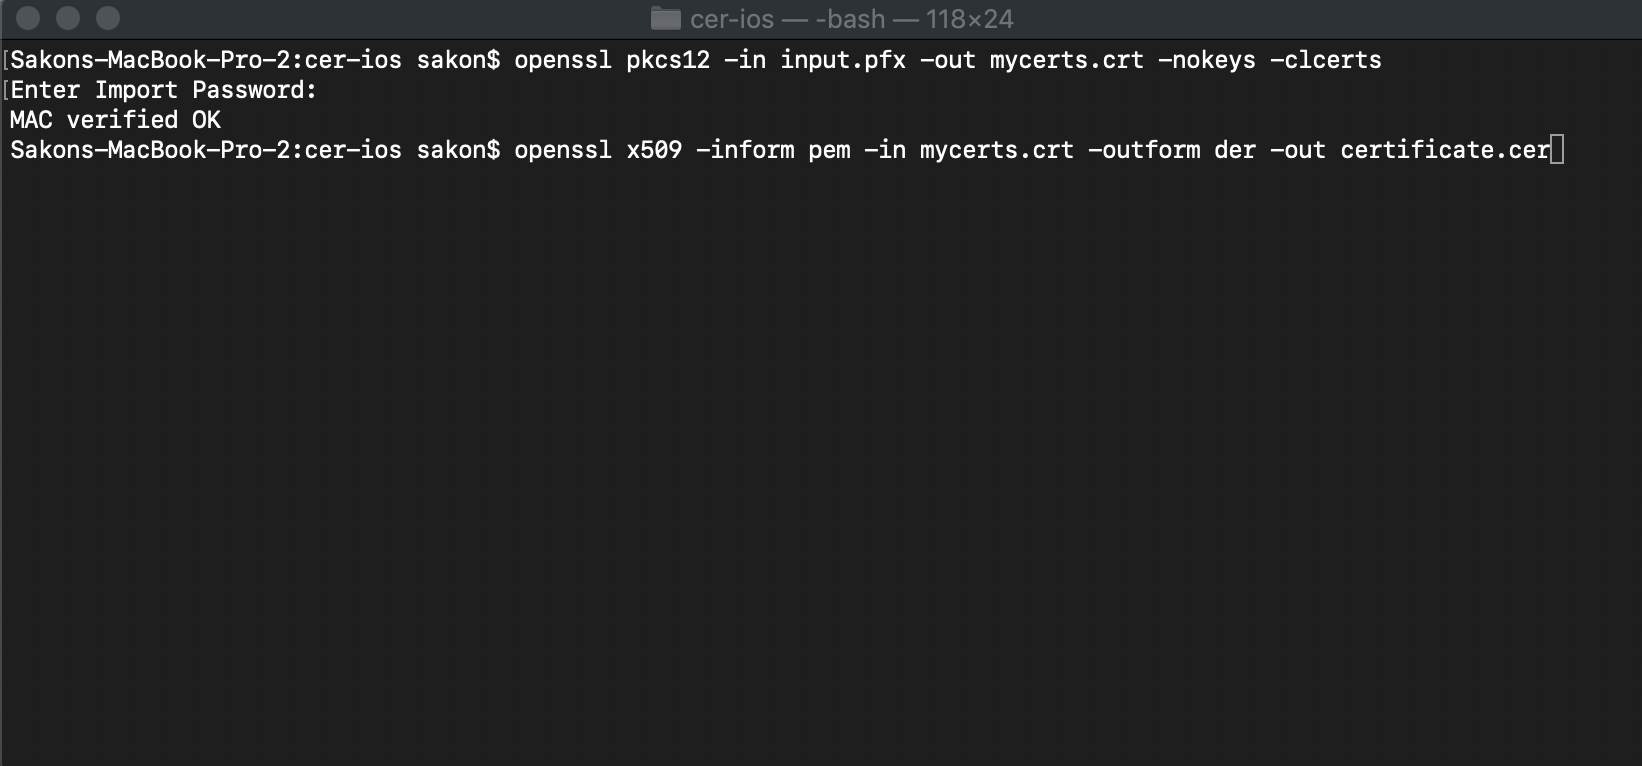 cer-ios — -bash — 118×24
[Sakons-MacBook-Pro-2:cer-ios sakon$ openssl pkcs12 -in input.pfx -out mycerts.crt -nokeys -clcerts
[Enter Import Password:
MAC verified OK
Sakons-MacBook-Pro-2:cer-ios sakon$ openssl x509 -inform pem -in mycerts.crt -outform der -out certificate.cer